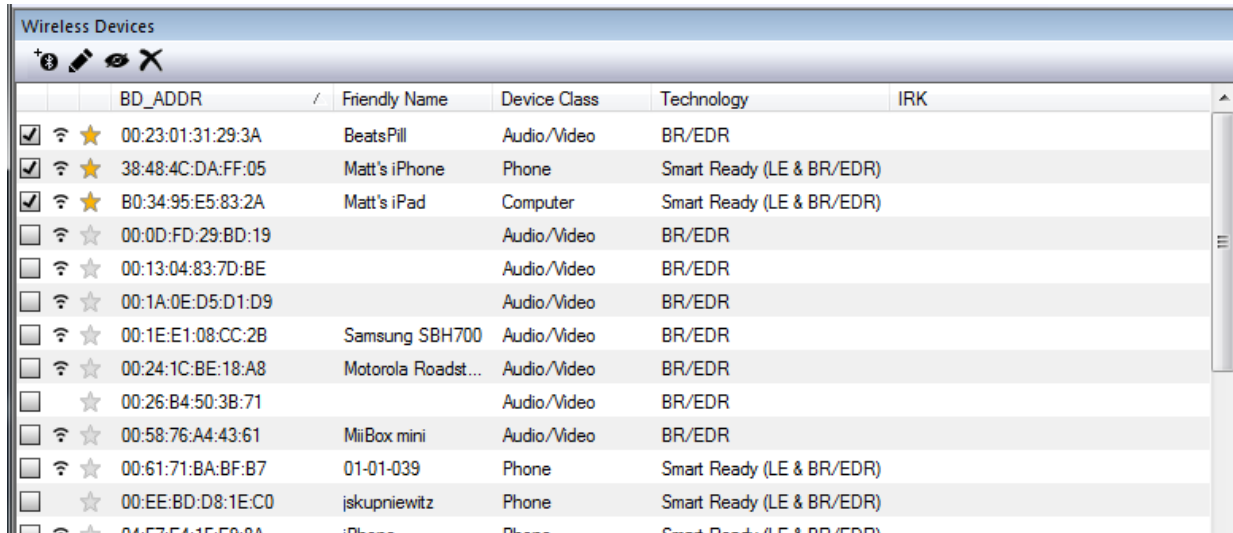 Wireless Devices
BD_ADDR Friendly Name Device Class Technology IRK
00:23:01:31:29:3A BeatsPill Audio/Video BR/EDR
38:48:4C:DA:FF:05 Matt's iPhone Phone Smart Ready (LE & BR/EDR)
B0:34:95:E5:83:2A Matt's iPad Computer Smart Ready (LE & BR/EDR)
00:0D:FD:29:BD:19 Audio/Video BR/EDR
00:13:04:83:7D:BE Audio/Video BR/EDR
00:1A:0E:D5:D1:D9 Audio/Video BR/EDR
00:1E:E1:08:CC:2B Samsung SBH700 Audio/Video BR/EDR
00:24:1C:BE:18:A8 Motorola Roadst... Audio/Video BR/EDR
00:26:B4:50:3B:71 Audio/Video BR/EDR
00:58:76:A4:43:61 MiiBox mini Audio/Video BR/EDR
00:61:71:BA:BF:B7 01-01-039 Phone Smart Ready (LE & BR/EDR)
00:EE:BD:D8:1E:C0 jskupniewitz Phone Smart Ready (LE & BR/EDR)
iPhone Phone Smart Ready (LE & BR/EDR)